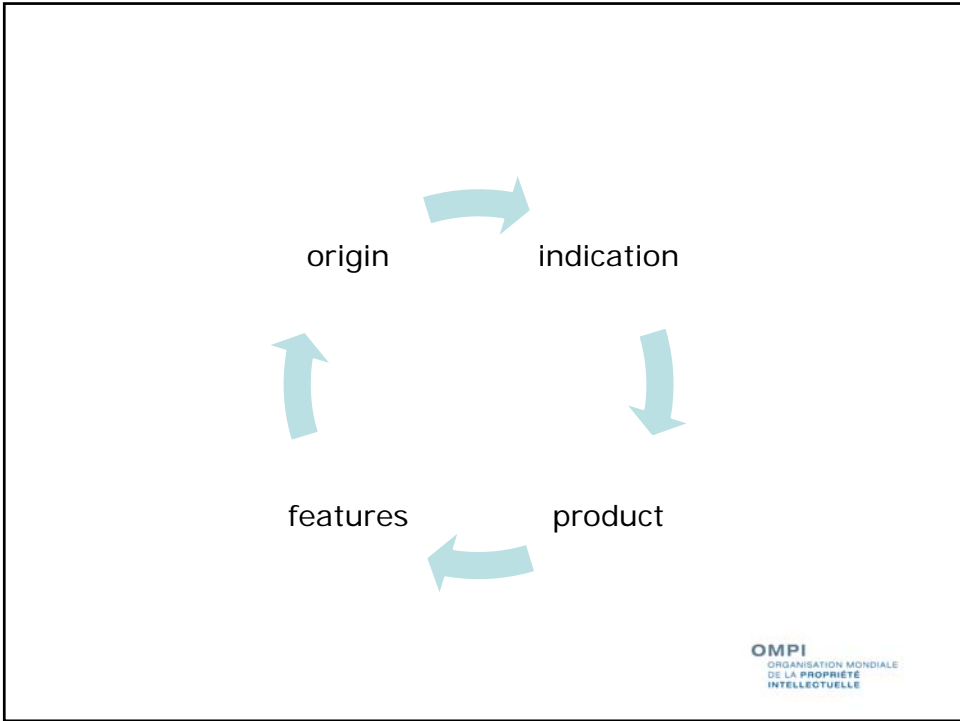 origin indication
features product
OMPI
ORGANISATION MONDIALE
DE LA PROPRIÉTÉ
INTELLECTUELLE